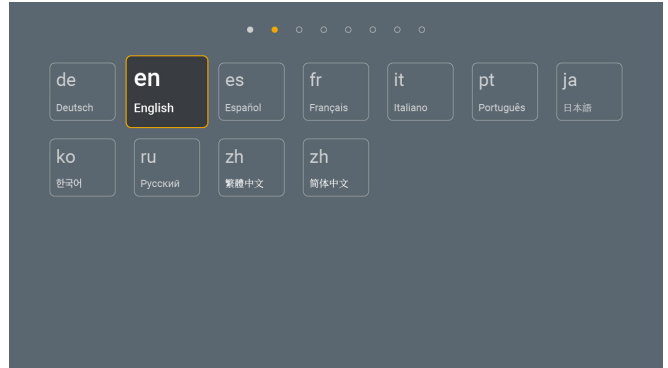 de
Deutsch
en
English
es
Español
fr
Français
it
Italiano
pt
Português
ja
日本語
ko
한국어
ru
Русский
zh
繁體中文
zh
简体中文